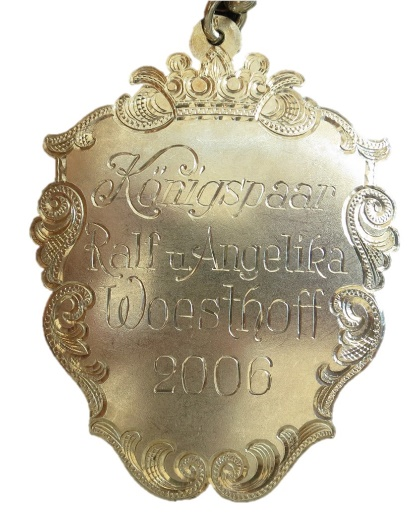 Königspaar
Ralf u. Angelika
Woesthoff
2006